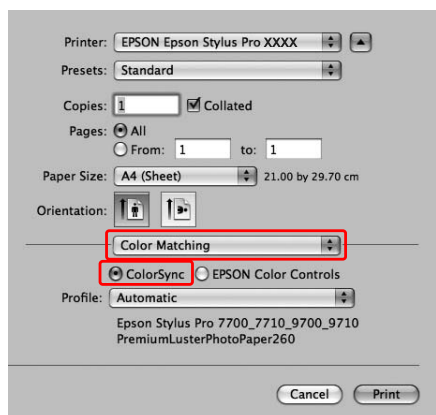 Printer: EPSON Epson Stylus Pro XXXX
Presets: Standard
Copies: 1 Collated
Pages: All
From: 1 to: 1
Paper Size: A4 (Sheet) 21.00 by 29.70 cm
Orientation:
Color Matching
ColorSync EPSON Color Controls
Profile: Automatic
Epson Stylus Pro 7700_7710_9700_9710
PremiumLusterPhotoPaper260
Cancel Print